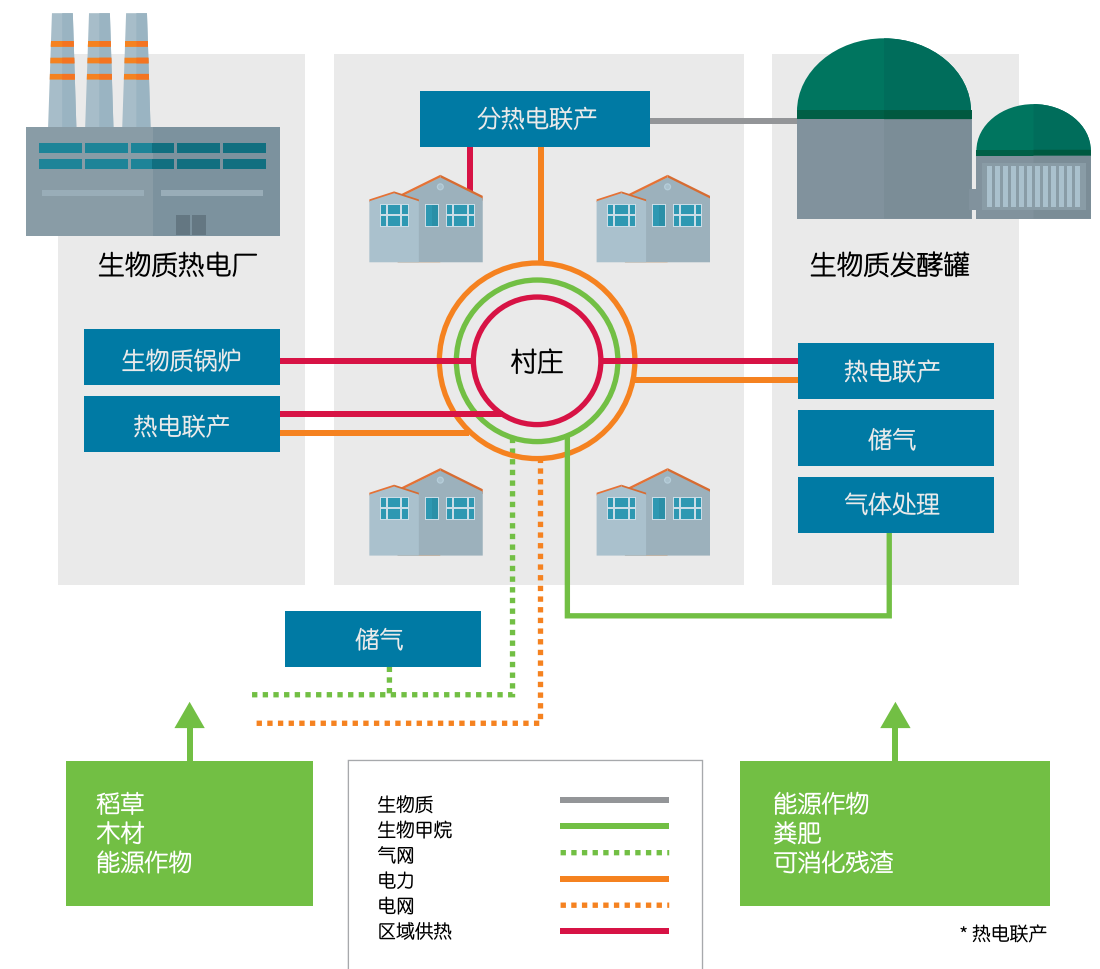 分热电联产
生物质热电厂
生物质发酵罐
生物质锅炉
热电联产
村庄
热电联产
储气
气体处理
储气
稻草
木材
能源作物
生物质
生物甲烷
气网
电力
电网
区域供热
能源作物
粪肥
可消化残渣
* 热电联产